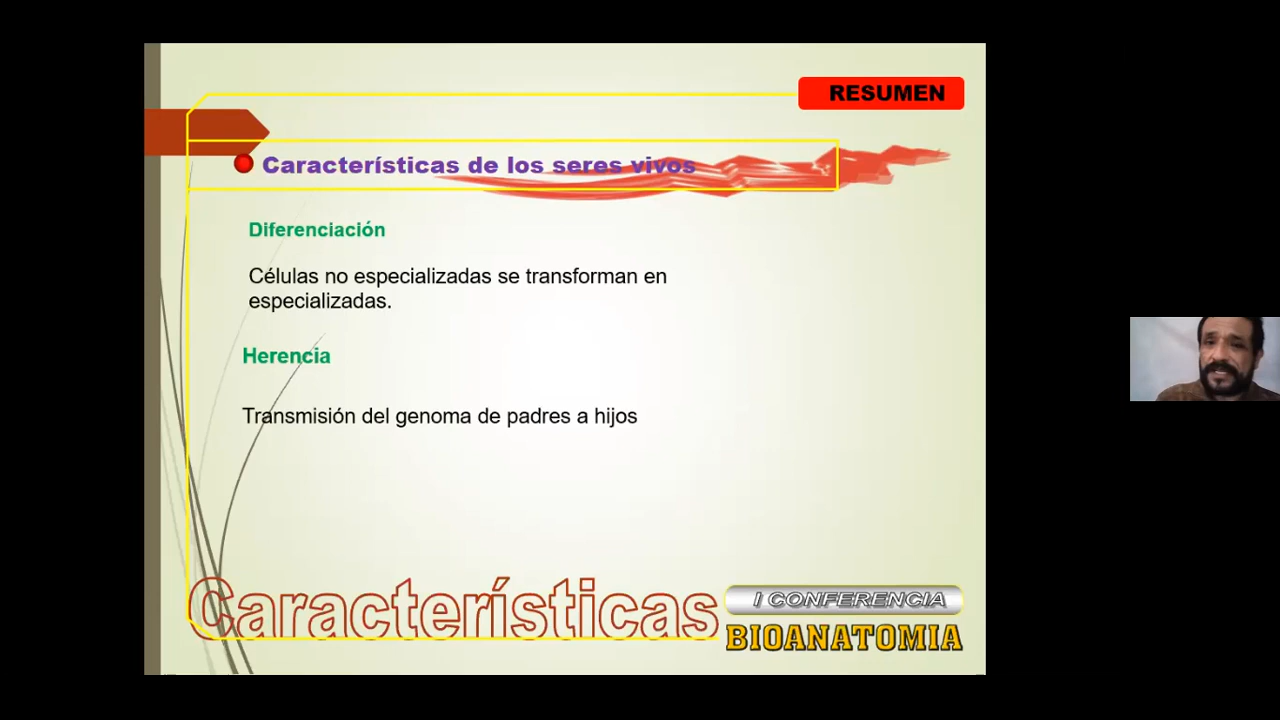 RESUMEN
Características de los seres vivos
Diferenciación
Células no especializadas se transforman en
especializadas.
Herencia
Transmisión del genoma de padres a hijos
Características
I CONFERENCIA
BIOANATOMIA